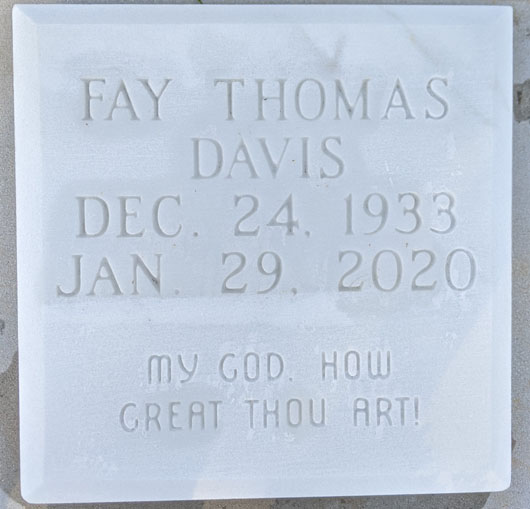 FAY THOMAS
DAVIS
DEC. 24, 1933
JAN. 29, 2020
MY GOD, HOW
GREAT THOU ART!